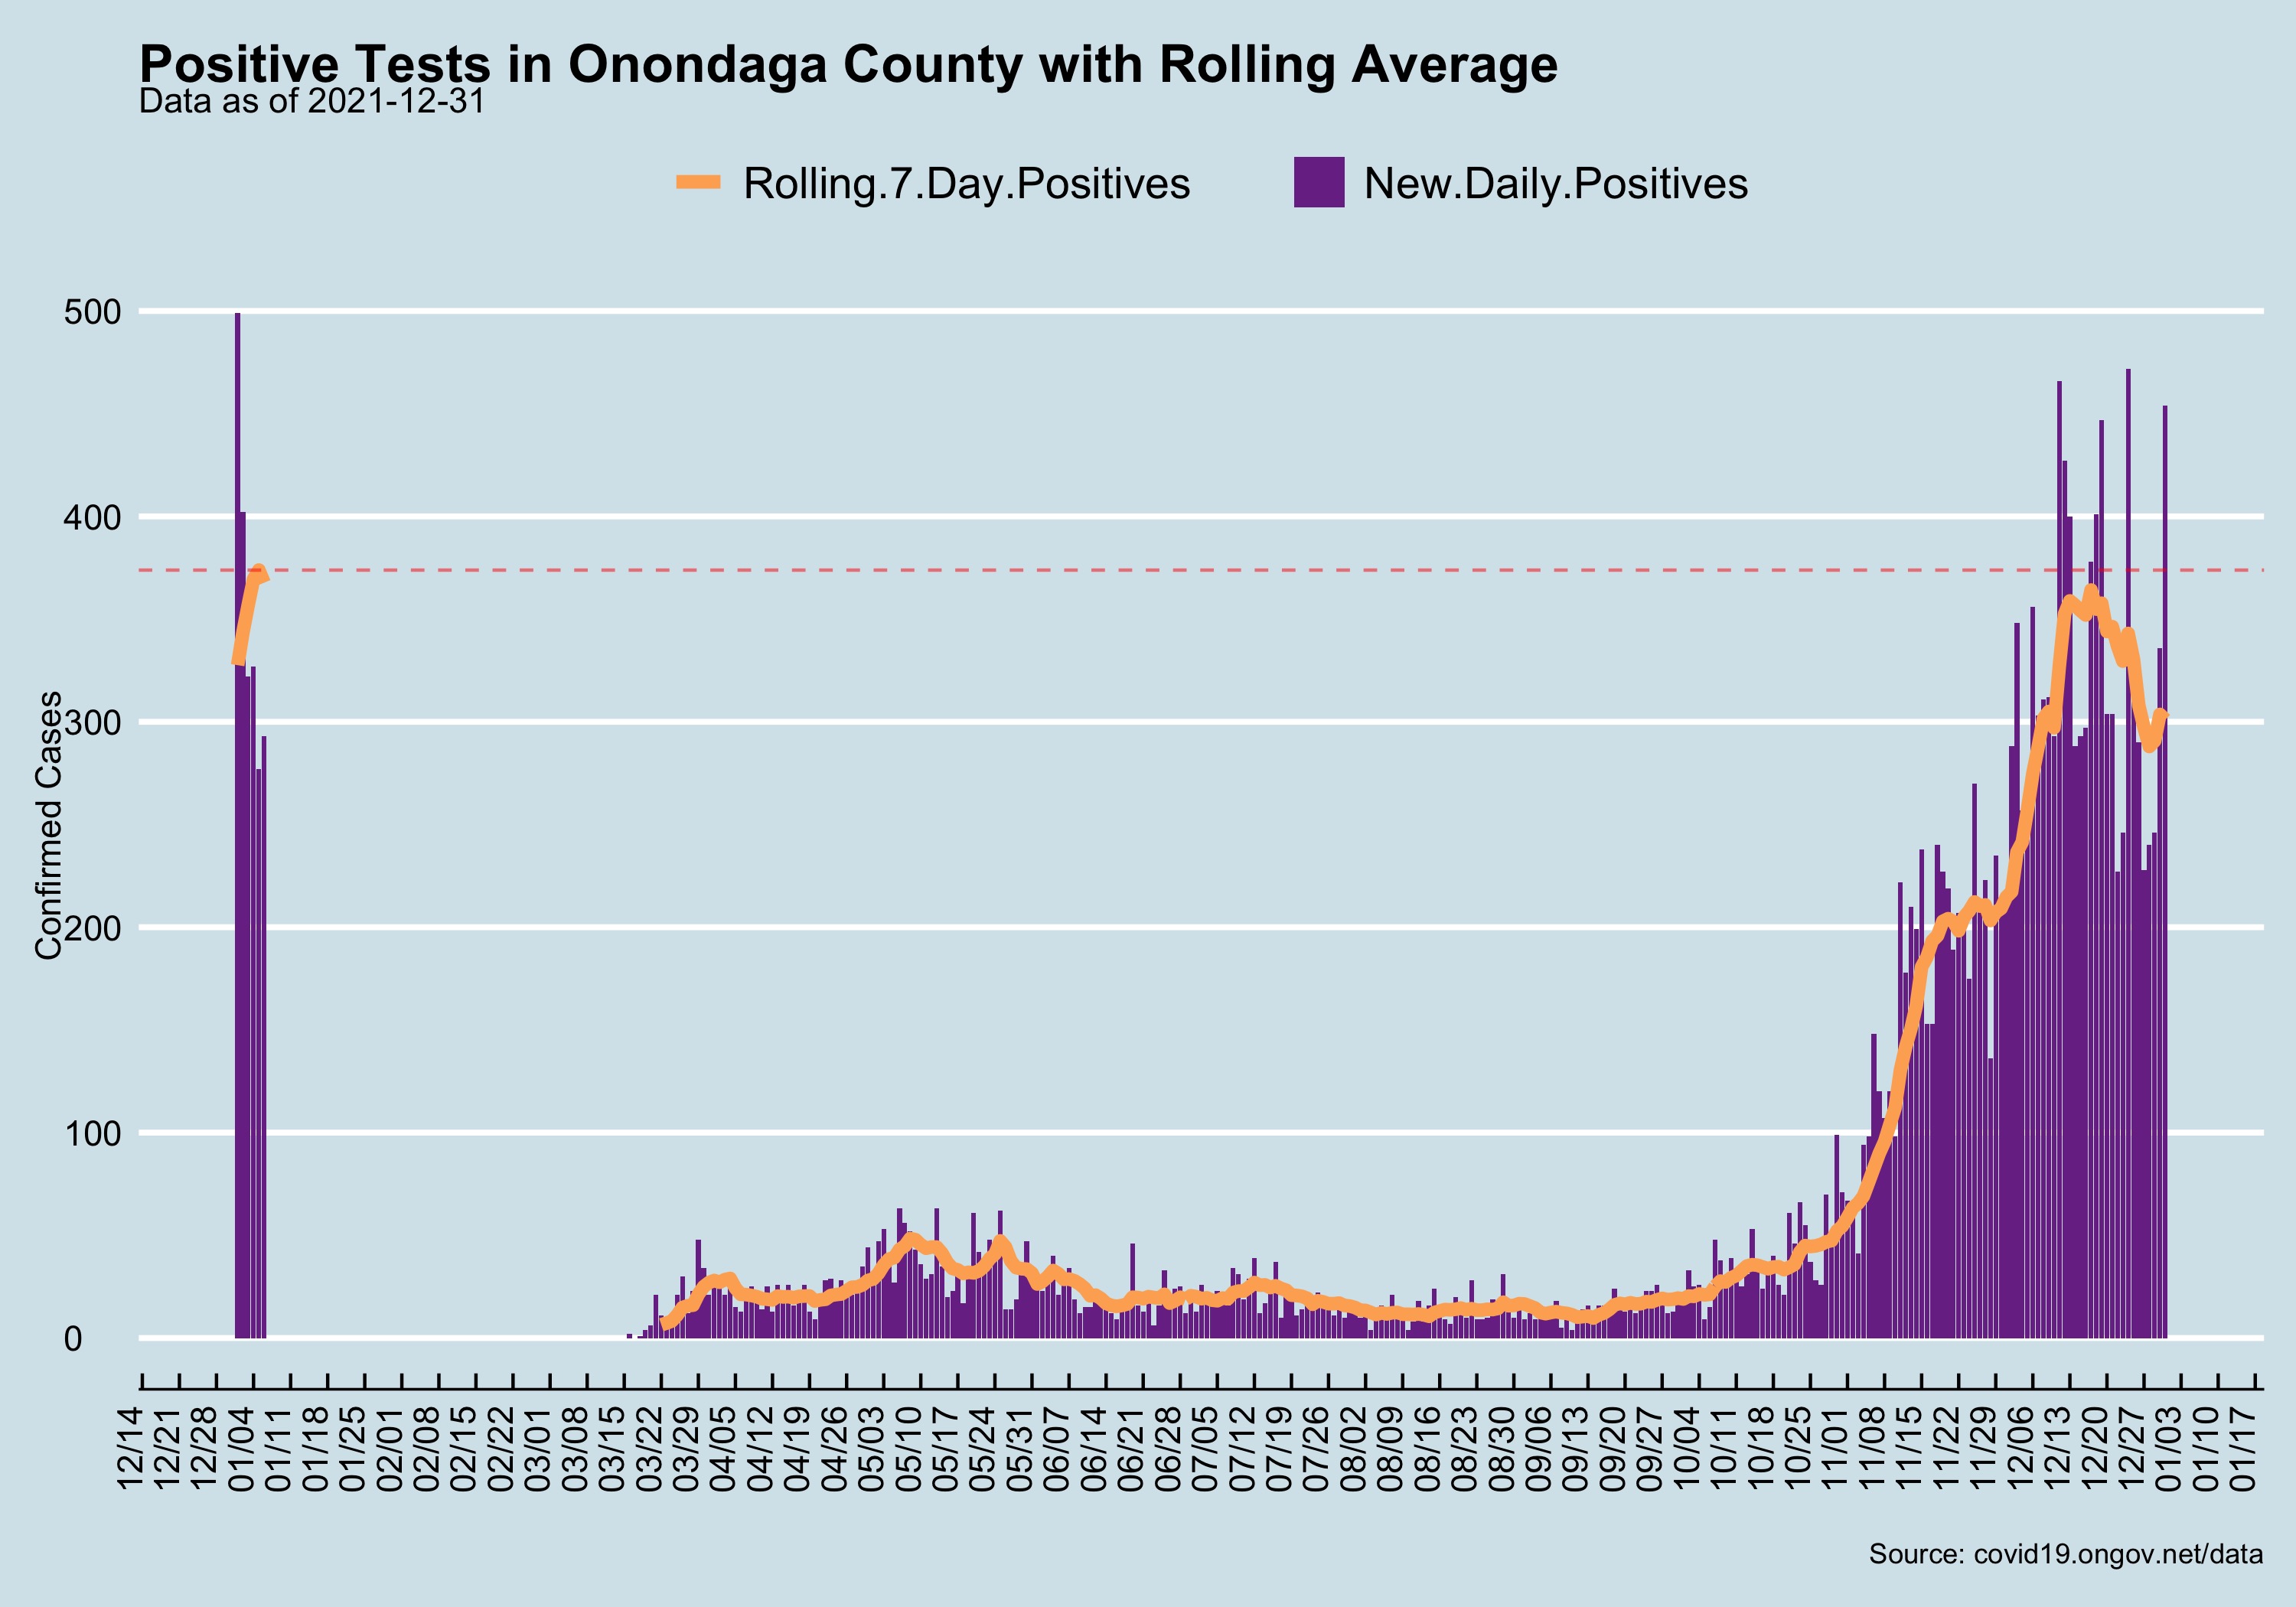 Positive Tests in Onondaga County with Rolling Average
Data as of 2021-12-31
Rolling.7.Day.Positives New.Daily.Positives
500
400
300
200
100
0
Confirmed Cases
12/14 12/21 12/28 01/04 01/11 01/18 01/25 02/01 02/08 02/15 02/22 03/01 03/08 03/15 03/22 03/29 04/05 04/12 04/19 04/26 05/03 05/10 05/17 05/24 05/31 06/07 06/14 06/21 06/28 07/05 07/12 07/19 07/26 08/02 08/09 08/16 08/23 08/30 09/06 09/13 09/20 09/27 10/04 10/11 10/18 10/25 11/01 11/08 11/15 11/22 11/29 12/06 12/13 12/20 12/27 01/03 01/10 01/17
Source: covid19.ongov.net/data